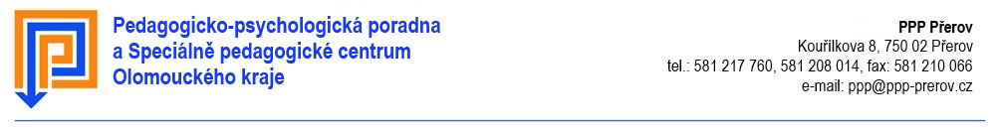 Pedagogicko-psychologická poradna
a Speciálně pedagogické centrum
Olomouckého kraje
PPP Přerov
Kouřilkova 8, 750 02 Přerov
tel.: 581 217 760, 581 208 014, fax: 581 210 066
e-mail: ppp@ppp-prerov.cz